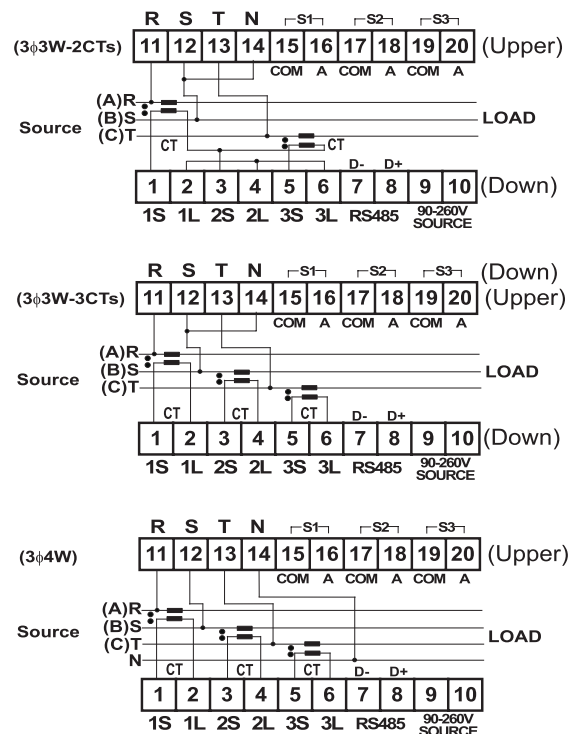 R S T N S1 S2 S3
(3ϕ3W-2CTs) 11 12 13 14 15 16 17 18 19 20 (Upper)
COM A COM A COM A
(A)R
(B)S
Source LOAD
(C)T
CT CT
D- D+
1 2 3 4 5 6 7 8 9 10 (Down)
1S 1L 2S 2L 3S 3L RS485 90-260V
SOURCE
(Down)
R S T N S1 S2 S3
(3ϕ3W-3CTs) 11 12 13 14 15 16 17 18 19 20 (Upper)
COM A COM A COM A
(A)R
(B)S
Source LOAD
(C)T
CT CT CT D- D+
1 2 3 4 5 6 7 8 9 10 (Down)
1S 1L 2S 2L 3S 3L RS485 90-260V
SOURCE
R S T N S1 S2 S3
(3ϕ4W) 11 12 13 14 15 16 17 18 19 20 (Upper)
COM A COM A COM A
(A)R
(B)S
Source LOAD
(C)T
N
CT CT CT D- D+
1 2 3 4 5 6 7 8 9 10
1S 1L 2S 2L 3S 3L RS485 90-260V
SOURCE